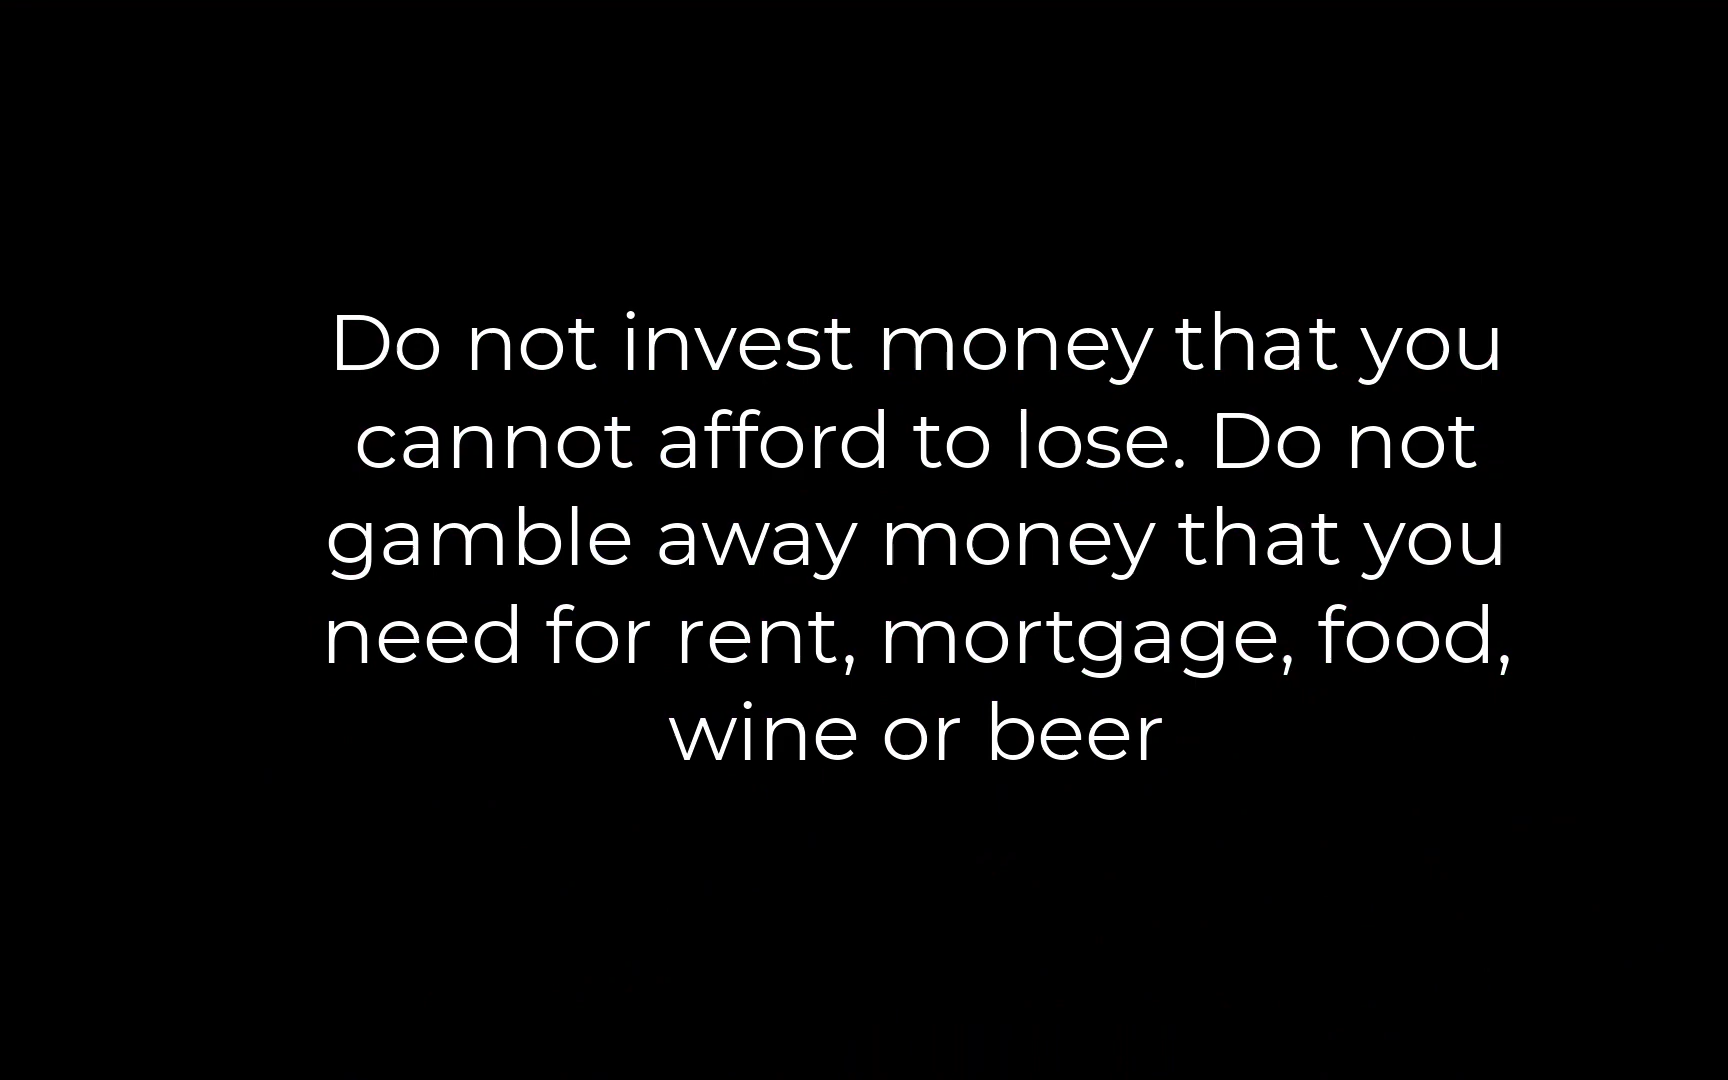 Do not invest money that you
cannot afford to lose. Do not
gamble away money that you
need for rent, mortgage, food,
wine or beer